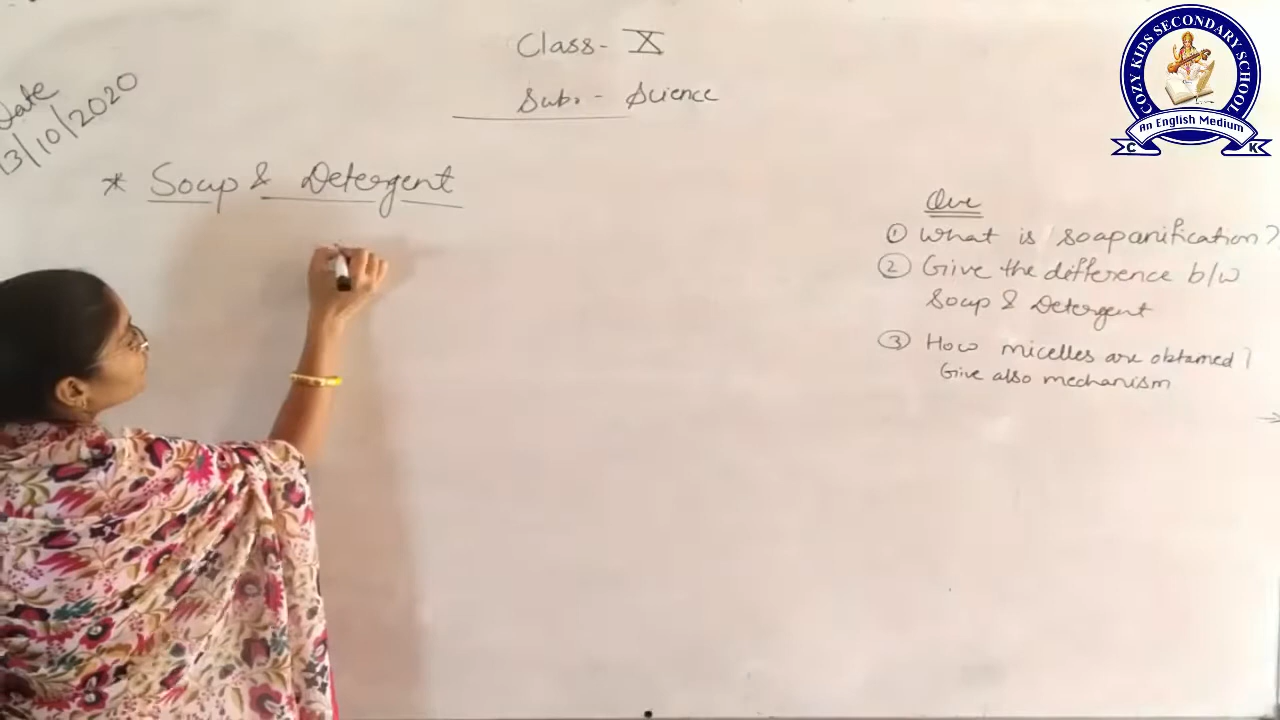 Class - X
Sub. - Science
Date
13/10/2020
* Soap & Detergent
Que
① What is soapanification?
② Give the difference b/w
Soap & Detergent
③ How micelles are obtained?
Give also mechanism
COZY KIDS SECONDARY SCHOOL
An English Medium
C K